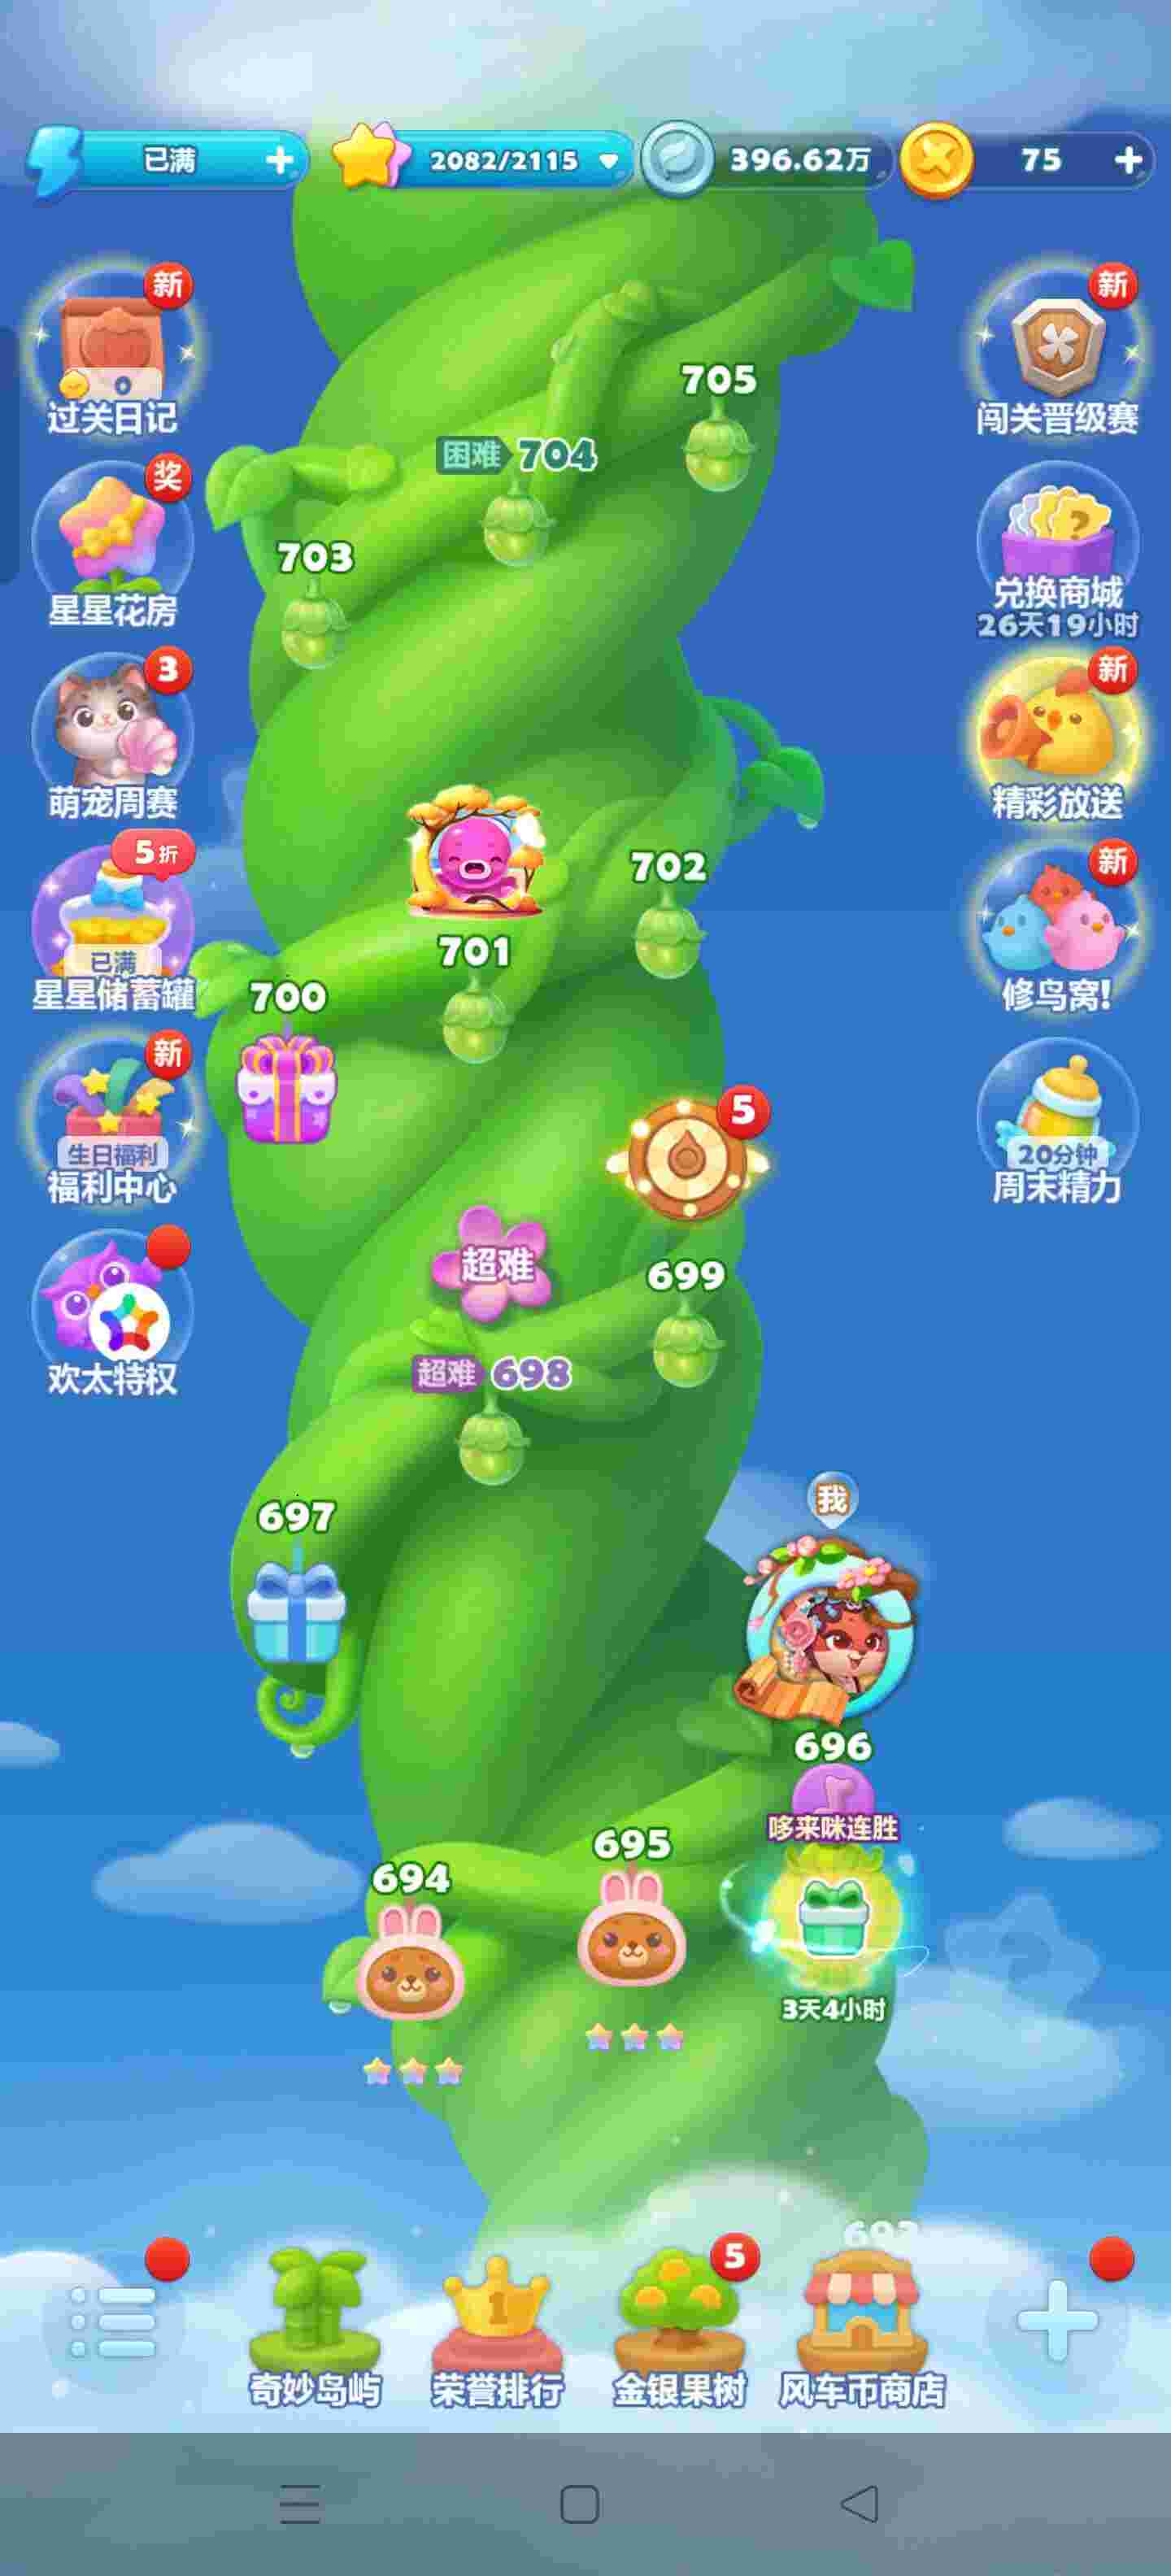 已满
2082/2115
396.62万
75
新
0
过关日记
新
闯关晋级赛
705
困难 704
奖
星星花房
703
兑换商城
26天19小时
3
萌宠周赛
新
精彩放送
702
5折
已满
星星储蓄罐
701
700
新
修鸟窝!
新
生日福利
福利中心
5
20分钟
周末精力
超难
699
欢太特权
超难 698
我
697
696
哆来咪连胜
695
694
3天4小时
693
1
5
奇妙岛屿
荣誉排行
金银果树
风车币商店